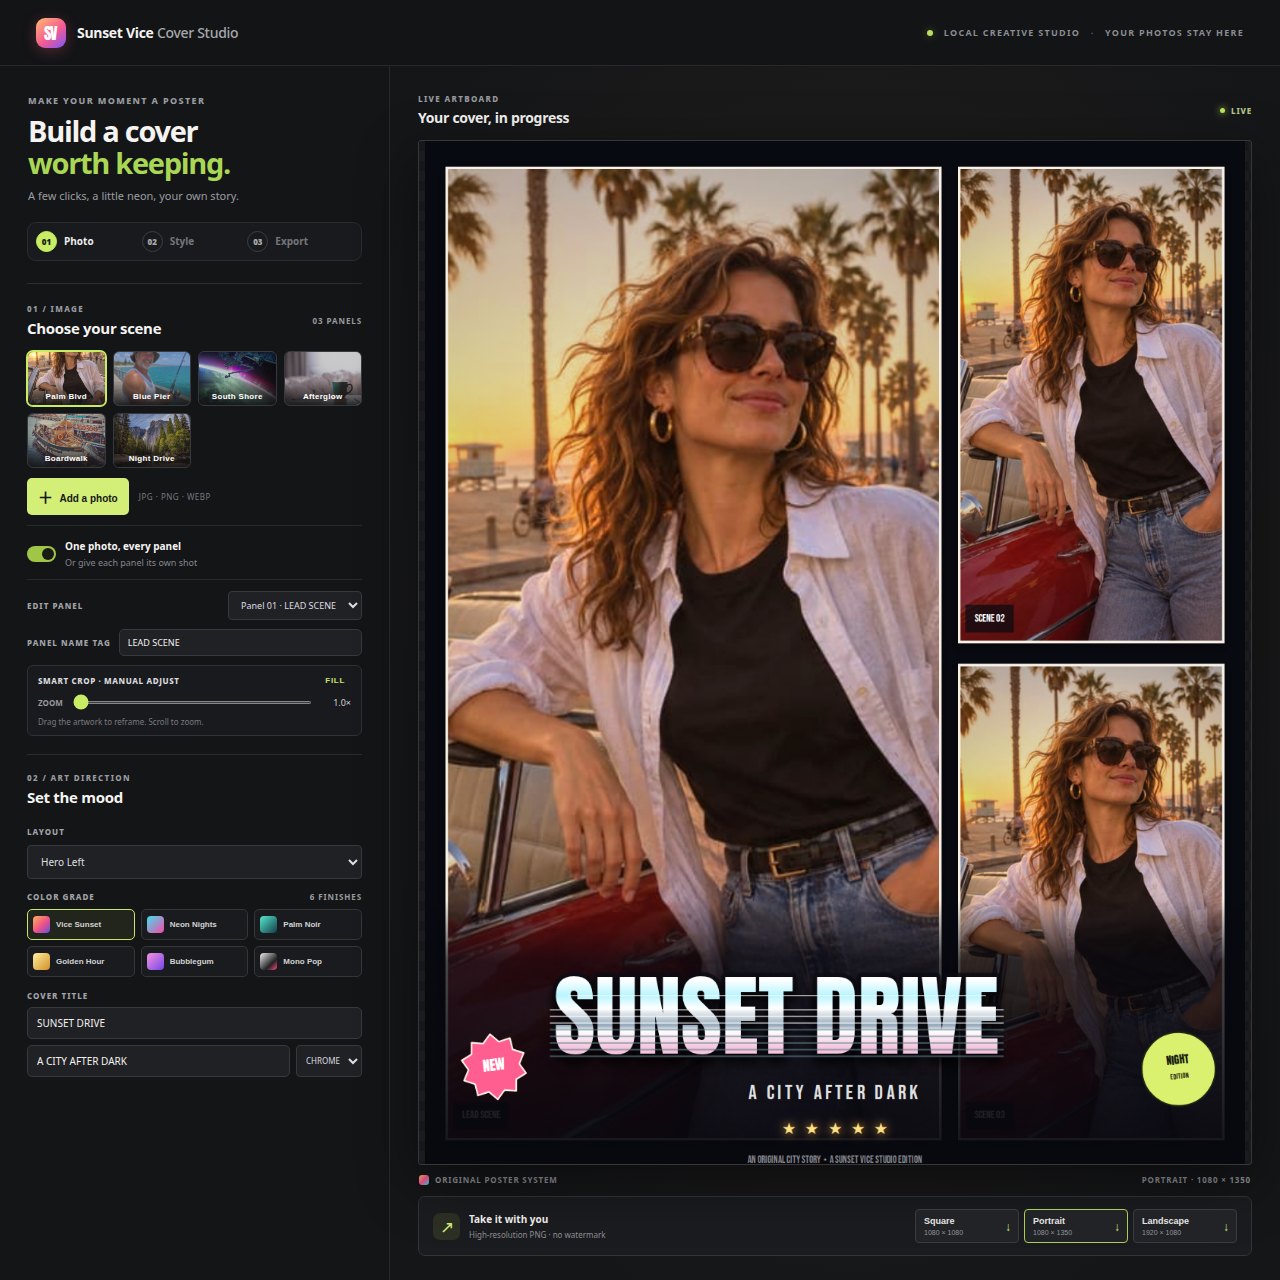 SV Sunset Vice Cover Studio
LOCAL CREATIVE STUDIO · YOUR PHOTOS STAY HERE
MAKE YOUR MOMENT A POSTER
Build a cover
worth keeping.
A few clicks, a little neon, your own story.
01 Photo 02 Style 03 Export
01 / IMAGE
Choose your scene
03 PANELS
Palm Blvd Blue Pier South Shore Afterglow
Boardwalk Night Drive
+ Add a photo JPG · PNG · WEBP
One photo, every panel
Or give each panel its own shot
EDIT PANEL Panel 01 · LEAD SCENE
PANEL NAME TAG LEAD SCENE
SMART CROP · MANUAL ADJUST FILL
ZOOM 1.0×
Drag the artwork to reframe. Scroll to zoom.
02 / ART DIRECTION
Set the mood
LAYOUT
Hero Left
COLOR GRADE 6 FINISHES
Vice Sunset Neon Nights Palm Noir
Golden Hour Bubblegum Mono Pop
COVER TITLE
SUNSET DRIVE
A CITY AFTER DARK CHROME
LIVE ARTBOARD
Your cover, in progress
LIVE
SCENE 02
SUNSET DRIVE
NEW
NIGHT
EDITION
A CITY AFTER DARK
LEAD SCENE
SCENE 03
★ ★ ★ ★ ★
AN ORIGINAL CITY STORY • A SUNSET VICE STUDIO EDITION
ORIGINAL POSTER SYSTEM
PORTRAIT · 1080 × 1350
↗ Take it with you
High-resolution PNG · no watermark
Square ↓
1080 × 1080
Portrait ↓
1080 × 1350
Landscape ↓
1920 × 1080